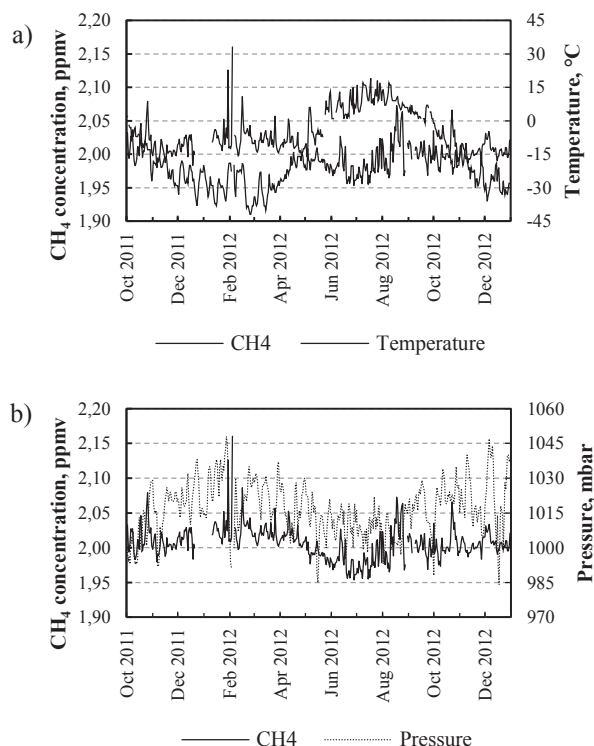 a)
CH4 concentration, ppmv
2,20
2,15
2,10
2,05
2,00
1,95
1,90
45
30
15
0
-15
-30
-45
Temperature, °C
Oct 2011
Dec 2011
Feb 2012
Apr 2012
Jun 2012
Aug 2012
Oct 2012
Dec 2012
CH4
Temperature
b)
CH4 concentration, ppmv
2,20
2,15
2,10
2,05
2,00
1,95
1,90
1060
1045
1030
1015
1000
985
970
Pressure, mbar
Oct 2011
Dec 2011
Feb 2012
Apr 2012
Jun 2012
Aug 2012
Oct 2012
Dec 2012
CH4
Pressure